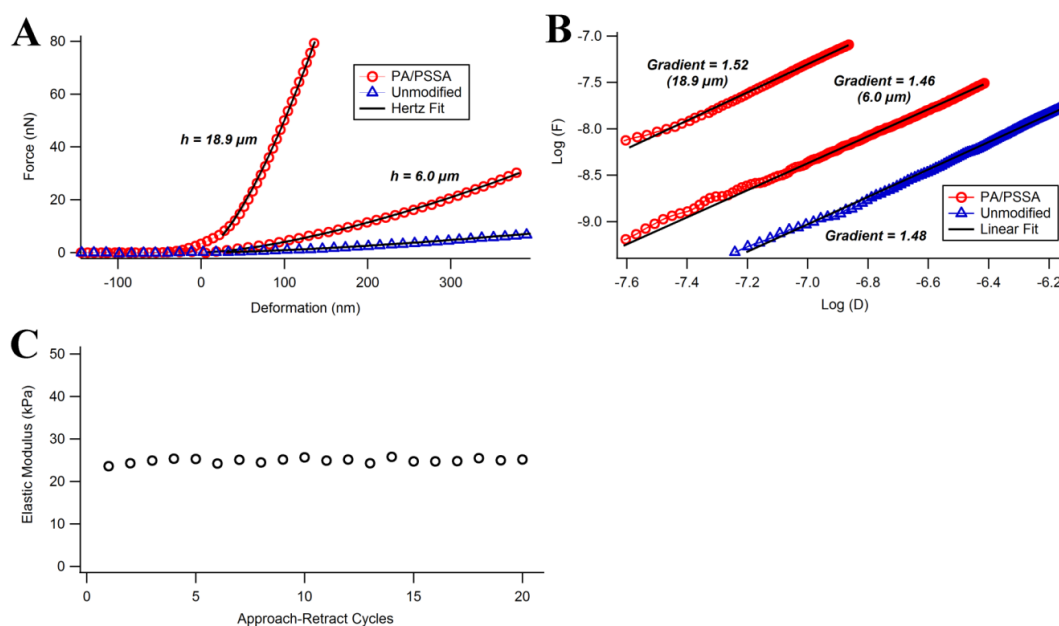 A
80
60
40
20
0
Force (nN)
-100
0
100
200
300
Deformation (nm)
PA/PSSA
Unmodified
Hertz Fit
h = 18.9 µm
h = 6.0 µm
B
-7.0
-7.5
-8.0
-8.5
-9.0
Log (F)
-7.6
-7.4
-7.2
-7.0
-6.8
-6.6
-6.4
-6.2
Log (D)
Gradient = 1.52
(18.9 µm)
Gradient = 1.46
(6.0 µm)
Gradient = 1.48
PA/PSSA
Unmodified
Linear Fit
C
50
40
30
20
10
0
Elastic Modulus (kPa)
0
5
10
15
20
Approach-Retract Cycles